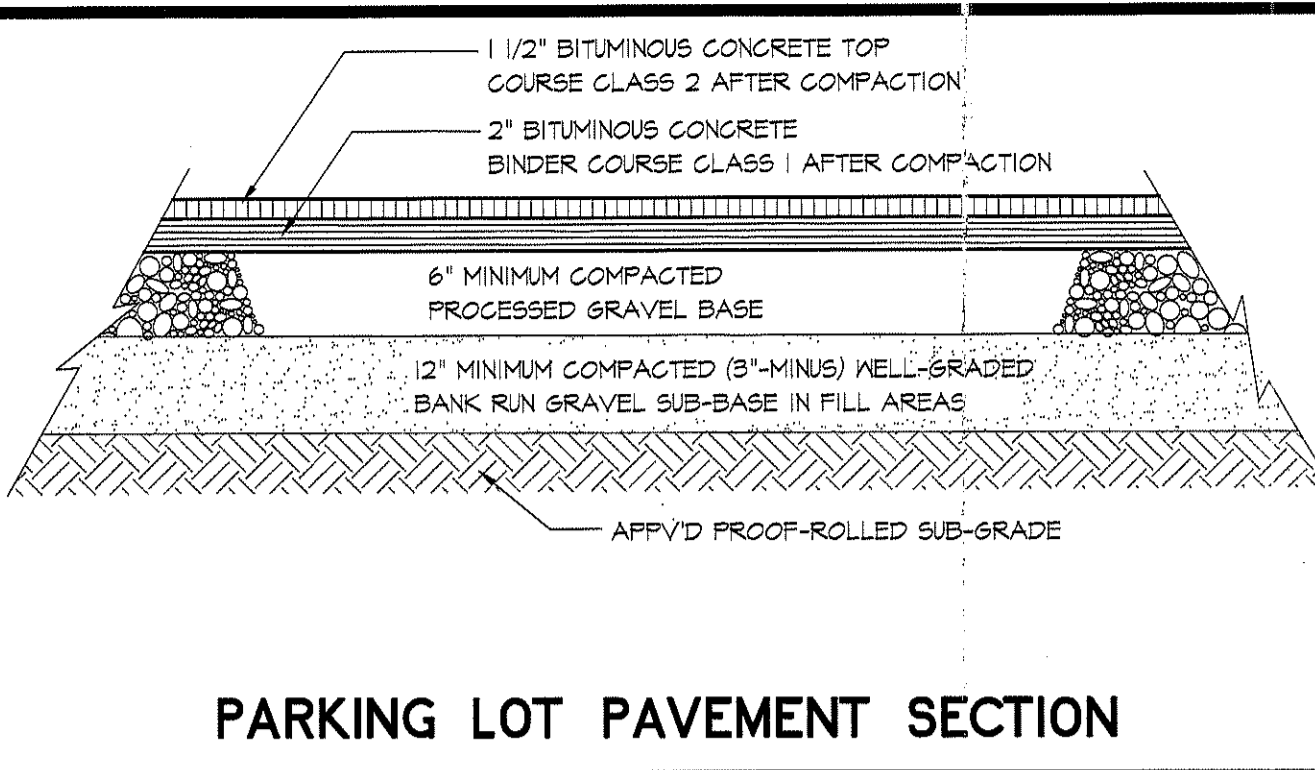 1 1/2" BITUMINOUS CONCRETE TOP
COURSE CLASS 2 AFTER COMPACTION
2" BITUMINOUS CONCRETE
BINDER COURSE CLASS 1 AFTER COMPACTION
6" MINIMUM COMPACTED
PROCESSED GRAVEL BASE
12" MINIMUM COMPACTED (3"-MINUS) WELL-GRADED
BANK RUN GRAVEL SUB-BASE IN FILL AREAS
APPV'D PROOF-ROLLED SUB-GRADE
PARKING LOT PAVEMENT SECTION